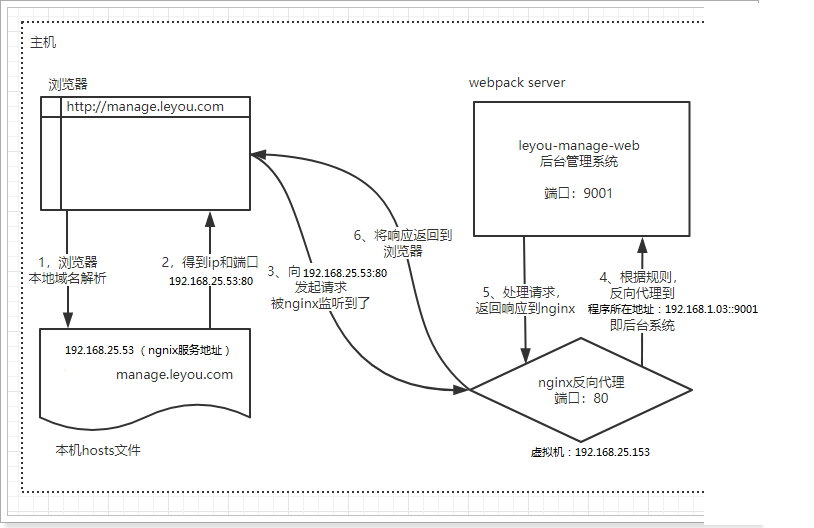 主机
浏览器
http://manage.leyou.com
webpack server
leyou-manage-web
后台管理系统
端口：9001
1，浏览器
本地域名解析
2，得到ip和端口
192.168.25.53:80
3、向 192.168.25.53:80
发起请求
被nginx监听到了
6、将响应返回到
浏览器
5、处理请求，
返回响应到nginx
4、根据规则，
反向代理到
程序所在地址：192.168.1.03::9001
即后台系统
192.168.25.53 （ngnix服务地址）
manage.leyou.com
本机hosts文件
nginx反向代理
端口：80
虚拟机：192.168.25.153